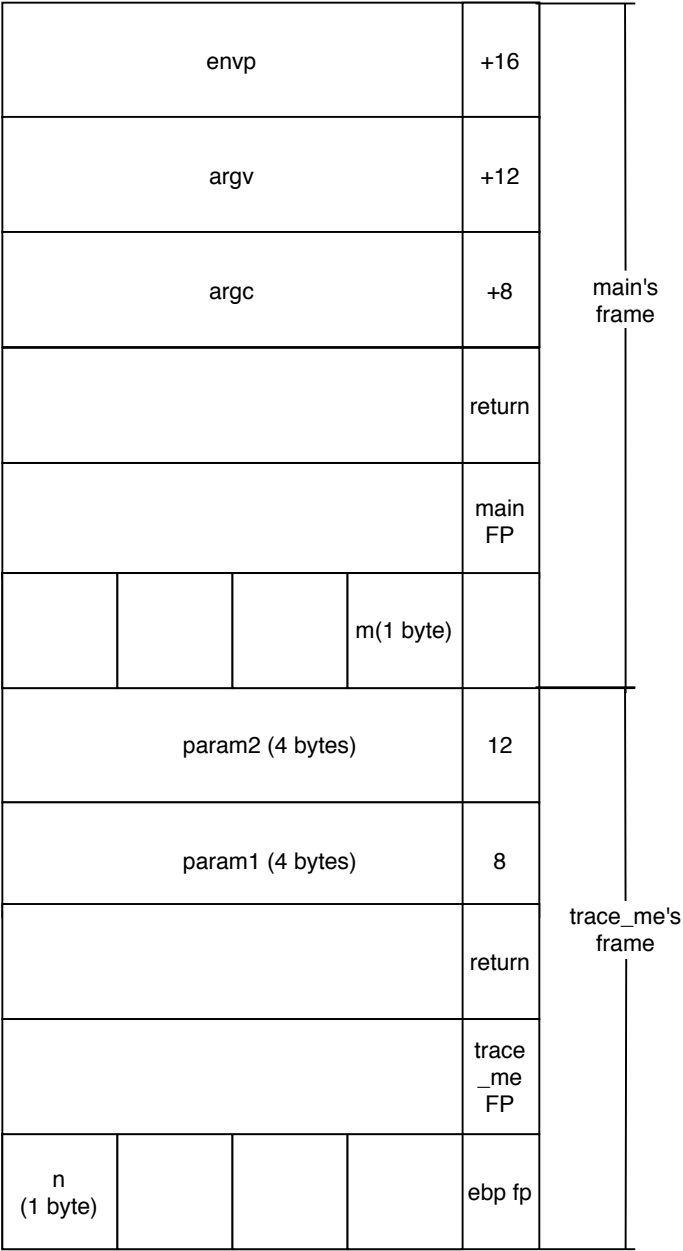 envp
+16
argv
+12
argc
+8
main's
frame
return
main
FP
m(1 byte)
param2 (4 bytes)
12
param1 (4 bytes)
8
trace_me's
frame
return
trace
_me
FP
n
(1 byte)
ebp fp